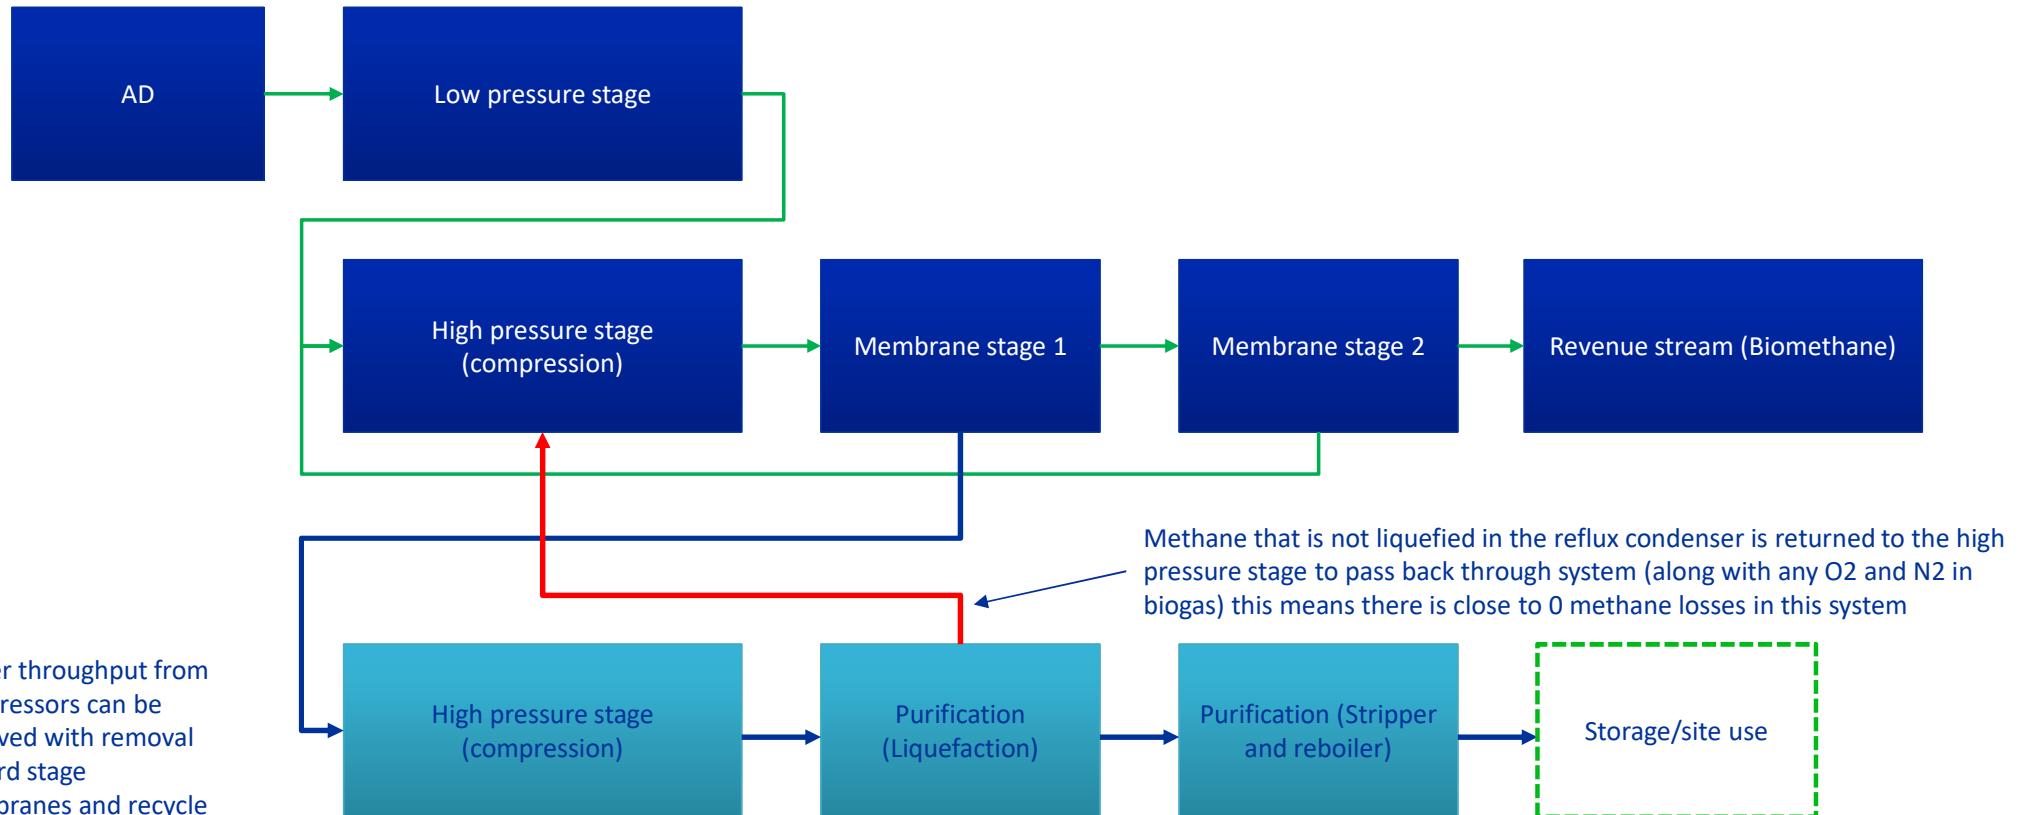 AD
Low pressure stage
High pressure stage
(compression)
Membrane stage 1
Membrane stage 2
Revenue stream (Biomethane)
Methane that is not liquefied in the reflux condenser is returned to the high
pressure stage to pass back through system (along with any O2 and N2 in
biogas) this means there is close to 0 methane losses in this system
throughput from
can be
with removal
stage
and recycle
High pressure stage
(compression)
Purification
(Liquefaction)
Purification (Stripper
and reboiler)
Storage/site use